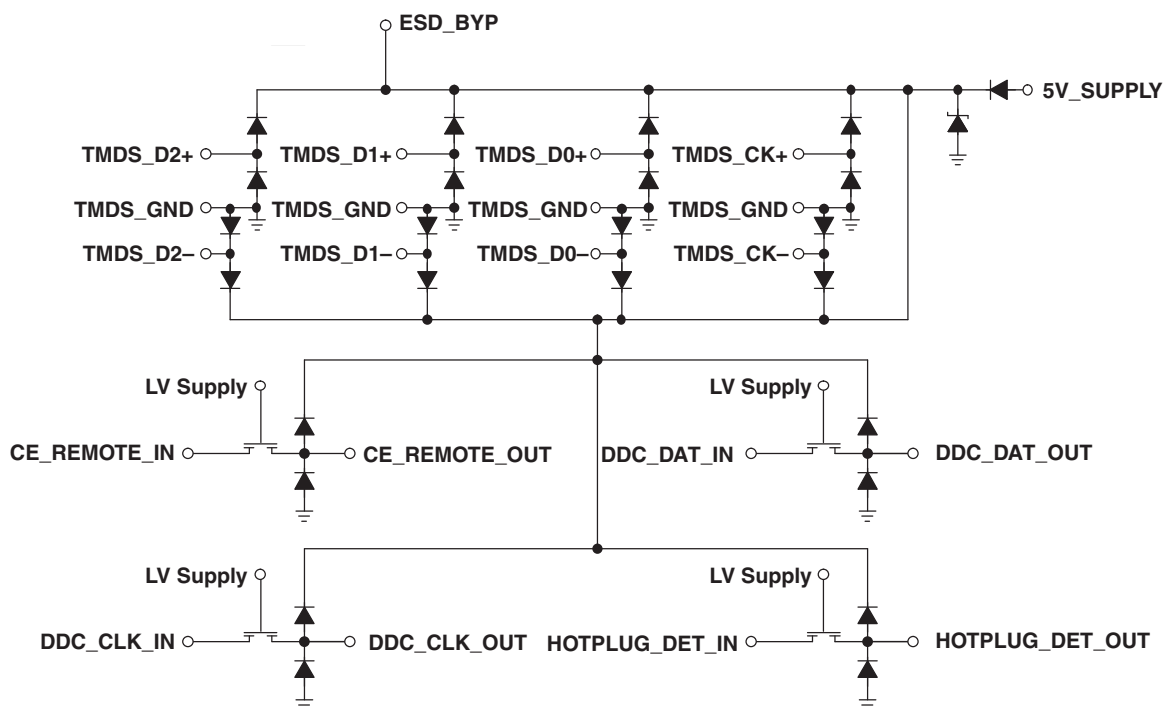 ESD_BYP
5V_SUPPLY
TMDS_D2+ TMDS_D1+ TMDS_D0+ TMDS_CK+
TMDS_GND TMDS_GND TMDS_GND TMDS_GND
TMDS_D2– TMDS_D1– TMDS_D0– TMDS_CK–
LV Supply LV Supply
CE_REMOTE_IN CE_REMOTE_OUT DDC_DAT_IN DDC_DAT_OUT
LV Supply LV Supply
DDC_CLK_IN DDC_CLK_OUT HOTPLUG_DET_IN HOTPLUG_DET_OUT